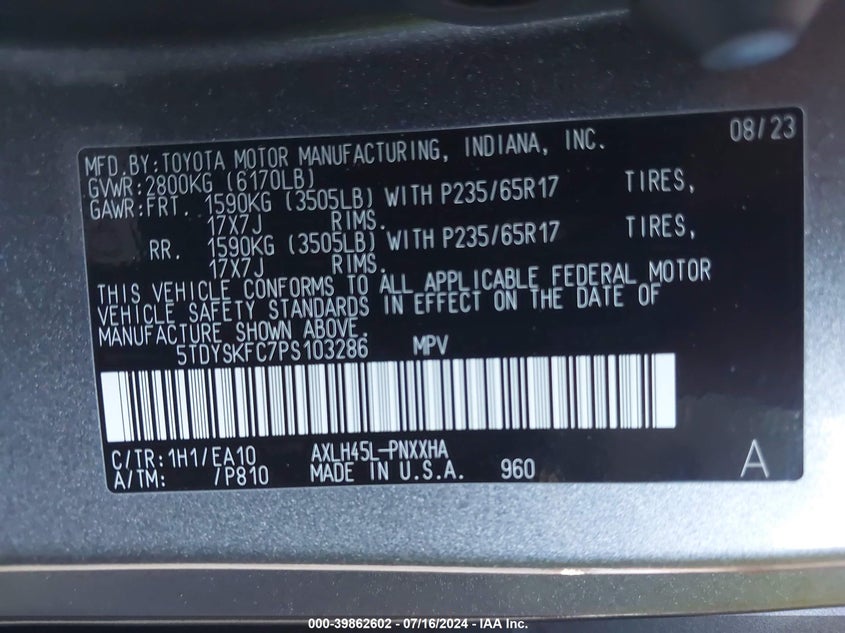 08/23
MFD.BY:TOYOTA MOTOR MANUFACTURING, INDIANA, INC.
GVWR:2800KG (6170LB)
GAWR:FRT. 1590KG (3505LB) WITH P235/65R17 TIRES,
17X7J RIMS.
RR. 1590KG (3505LB) WITH P235/65R17 TIRES,
17X7J RIMS.
THIS VEHICLE CONFORMS TO ALL APPLICABLE FEDERAL MOTOR
VEHICLE SAFETY STANDARDS IN EFFECT ON THE DATE OF
MANUFACTURE SHOWN ABOVE.
5TDYSKFC7PS103286 MPV
C/TR:1H1/EA10 AXLH45L-PNXXHA
A/TM: /P810 MADE IN U.S.A. 960 A
000-39862602 - 07/16/2024 - IAA Inc.